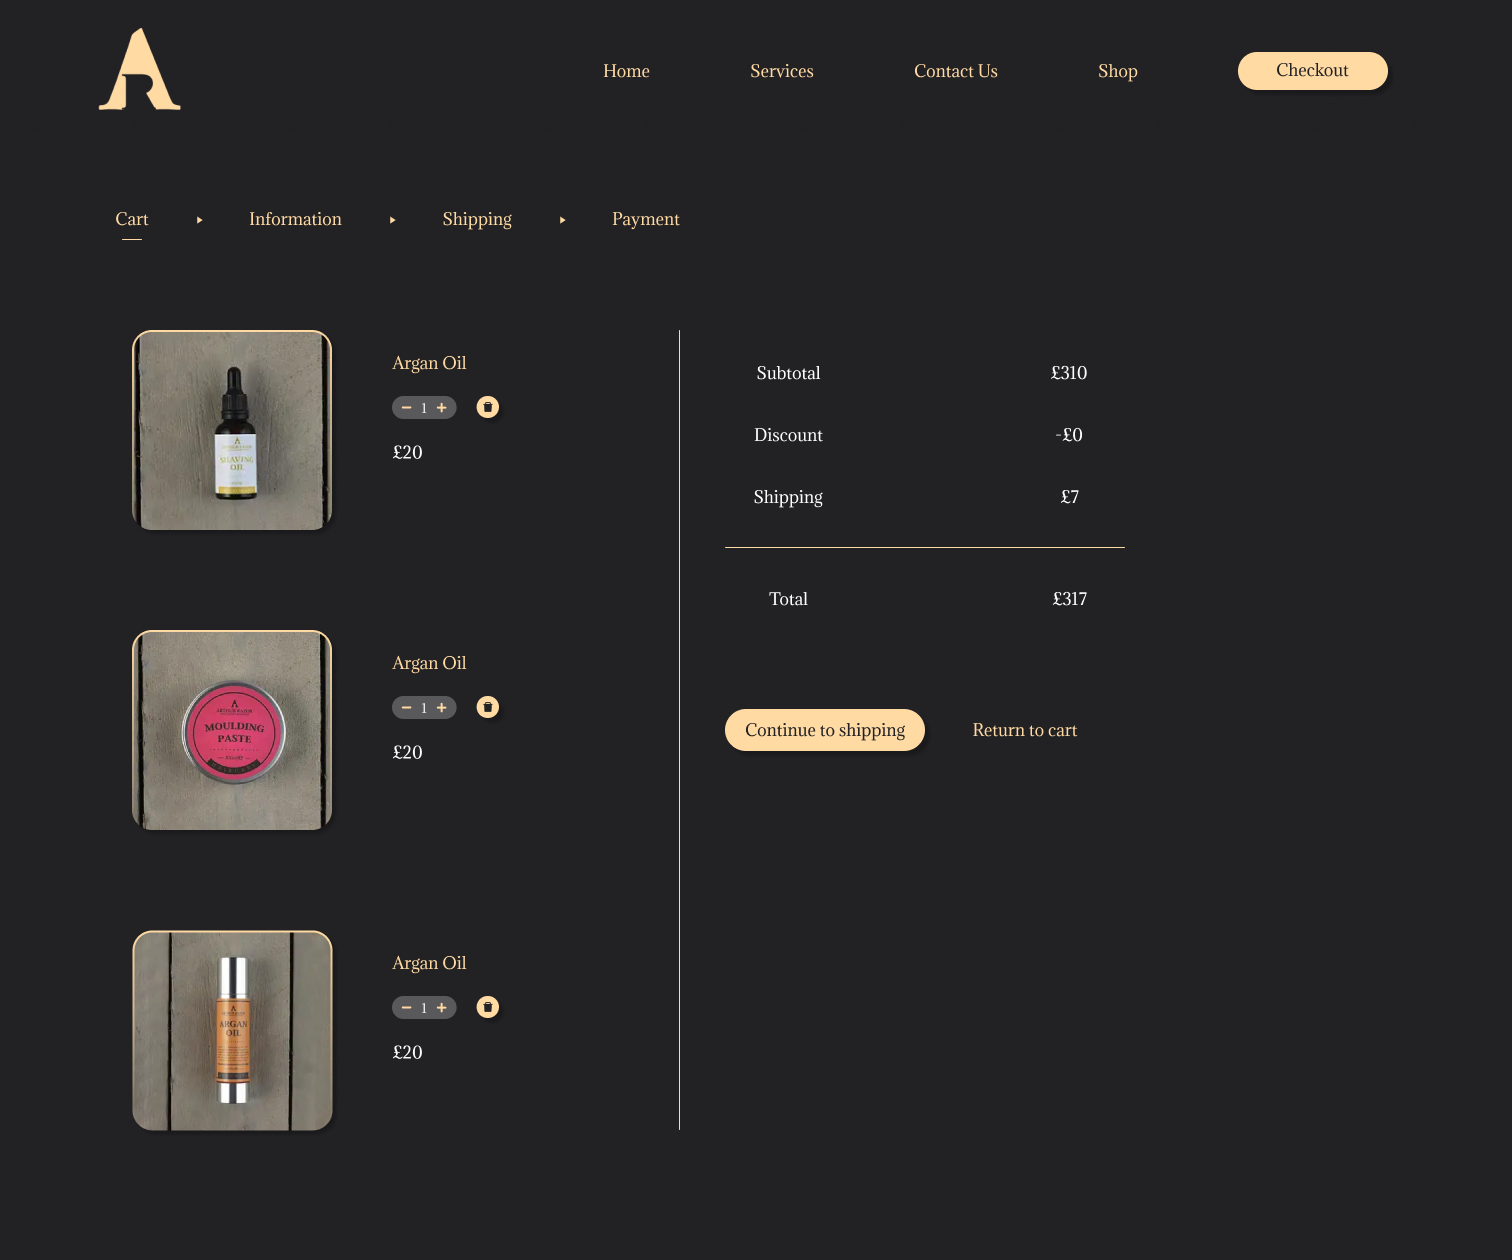 Home Services Contact Us Shop Checkout
Cart Information Shipping Payment
Argan Oil
1
£20
SHAVING
OIL
Argan Oil
1
£20
MOULDING
PASTE
Argan Oil
1
£20
ARGAN
OIL
Subtotal £310
Discount -£0
Shipping £7
Total £317
Continue to shipping Return to cart